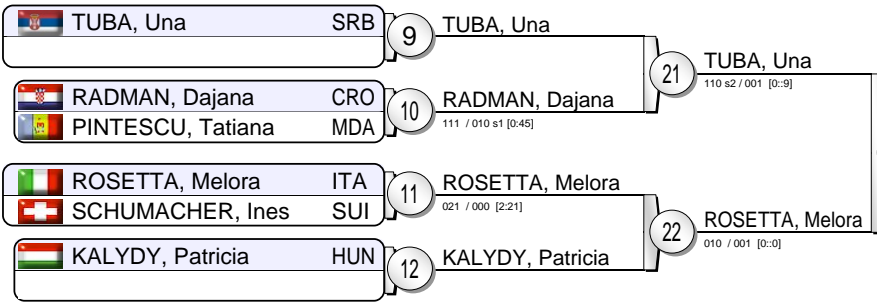 TUBA, Una SRB
9
TUBA, Una
RADMAN, Dajana CRO
PINTESCU, Tatiana MDA
10
RADMAN, Dajana
111 / 010 s1 [0:45]
21
TUBA, Una
110 s2 / 001 [0::9]
ROSETTA, Melora ITA
SCHUMACHER, Ines SUI
11
ROSETTA, Melora
021 / 000 [2:21]
KALYDY, Patricia HUN
12
KALYDY, Patricia
22
ROSETTA, Melora
010 / 001 [0::0]